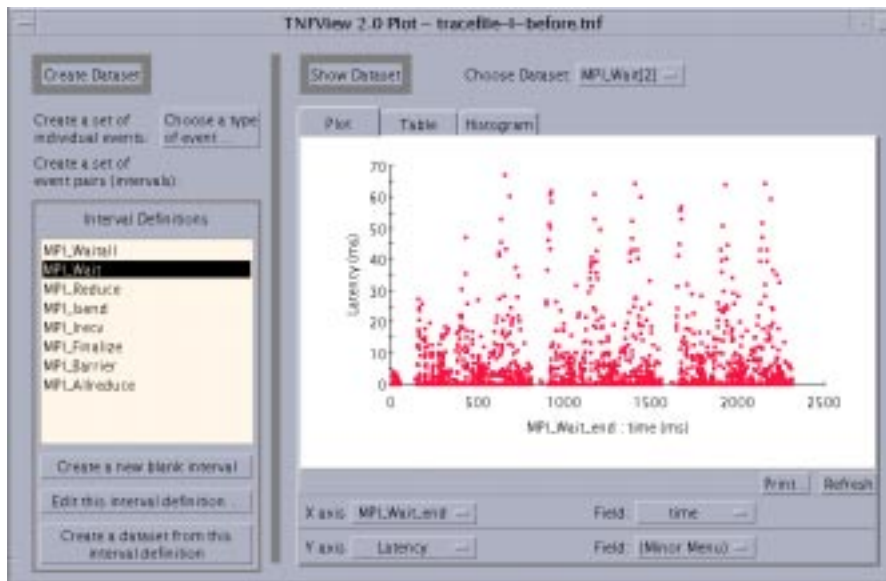 TNFView 2.0 Plot - tracefile-1-before.tnf
Create Dataset
Create a set of
individual events:
Choose a type
of event ...
Create a set of
event pairs (intervals):
Interval Definitions
MPI_Waitall
MPI_Wait
MPI_Reduce
MPI_Isend
MPI_Irecv
MPI_Finalize
MPI_Barrier
MPI_Allreduce
Create a new blank interval
Edit this interval definition ...
Create a dataset from this
interval definition
Show Dataset
Choose Dataset: MPI_Wait[2]
Plot Table Histogram
70
60
50
40
30
20
10
0
Latency (ms)
0 500 1000 1500 2000 2500
MPI_Wait_end : time (ms)
Print... Refresh
X axis: MPI_Wait_end Field: time
Y axis: Latency Field: (Minor Menu)